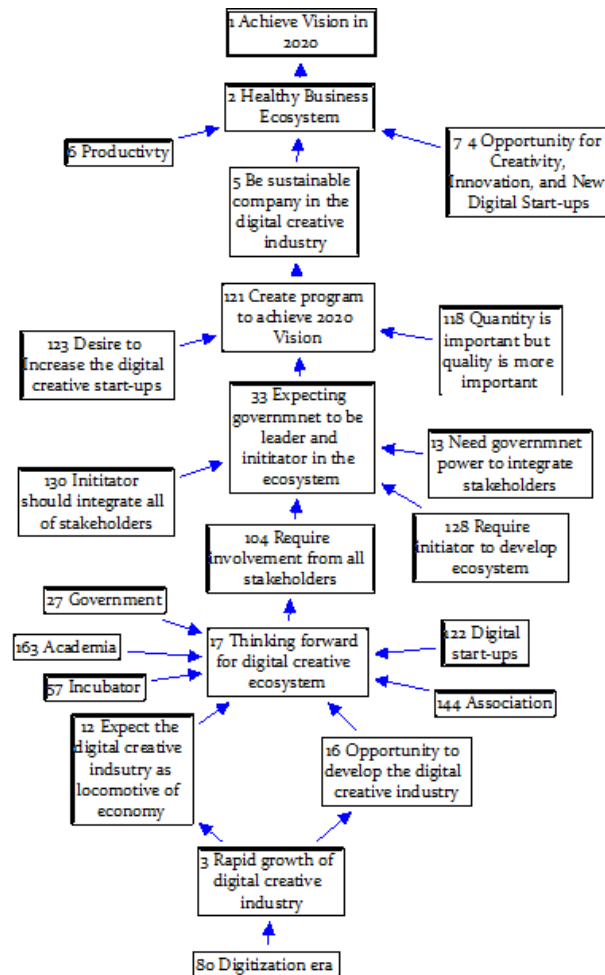 1 Achieve Vision in
2020
2 Healthy Business
Ecosystem
6 Productivty
7 4 Opportunity for
Creativity,
Innovation, and New
Digital Start-ups
5 Be sustainable
company in the
digital creative
industry
121 Create program
to achieve 2020
Vision
123 Desire to
Increase the digital
creative start-ups
118 Quantity is
important but
quality is more
important
33 Expecting
governmnet to be
leader and
inititator in the
ecosystem
13 Need governmnet
power to integrate
stakeholders
130 Inititator
should integrate all
of stakeholders
128 Require
initiator to develop
ecosystem
104 Require
involvement from all
stakeholders
27 Government
163 Academia
57 Incubator
17 Thinking forward
for digital creative
ecosystem
122 Digital
start-ups
144 Association
12 Expect the
digital creative
indsutry as
locomotive of
economy
16 Opportunity to
develop the digital
creative industry
3 Rapid growth of
digital creative
industry
80 Digitization era